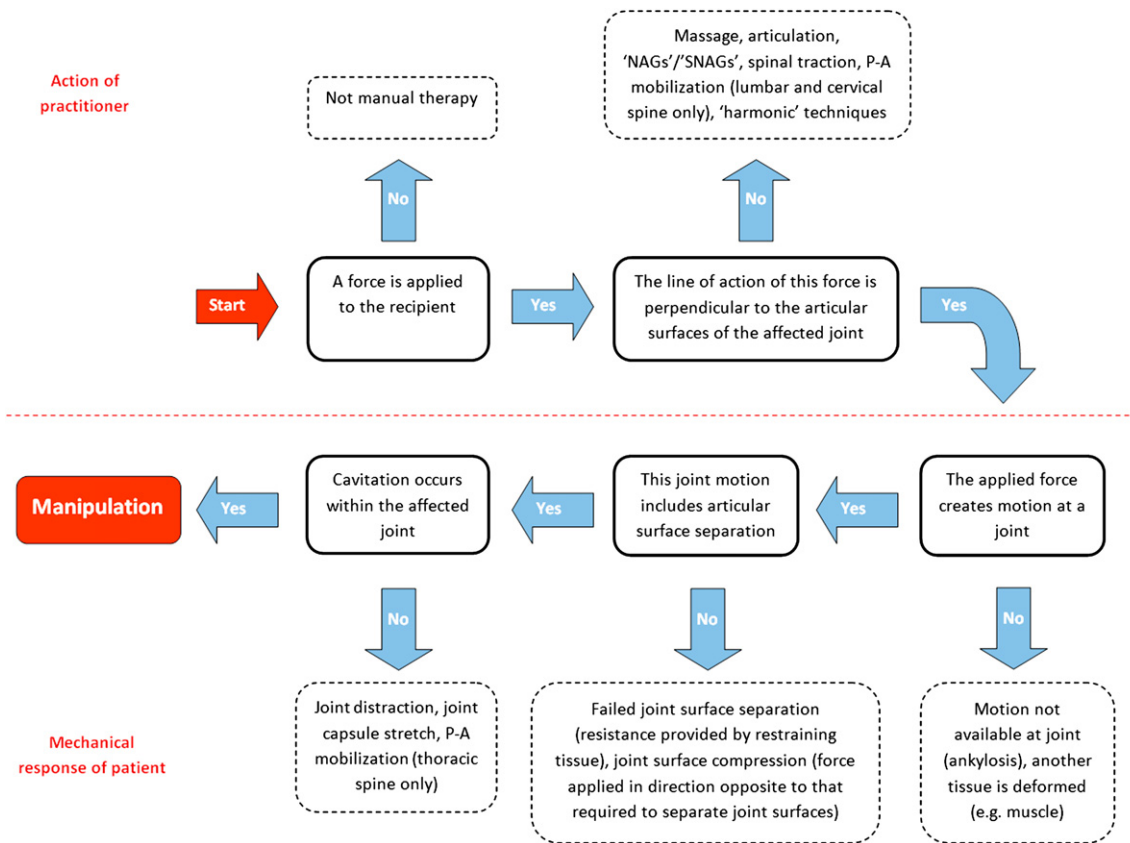 Action of
practitioner
Not manual therapy
Massage, articulation,
‘NAGs’/’SNAGs’, spinal traction, P-A
mobilization (lumbar and cervical
spine only), ‘harmonic’ techniques
No
No
Start
A force is applied
to the recipient
Yes
The line of action of this force is
perpendicular to the articular
surfaces of the affected joint
Yes
Manipulation
Yes
Cavitation occurs
within the affected
joint
Yes
This joint motion
includes articular
surface separation
Yes
The applied force
creates motion at a
joint
No
No
No
Mechanical
response of patient
Joint distraction, joint
capsule stretch, P-A
mobilization (thoracic
spine only)
Failed joint surface separation
(resistance provided by restraining
tissue), joint surface compression (force
applied in direction opposite to that
required to separate joint surfaces)
Motion not
available at joint
(ankylosis), another
tissue is deformed
(e.g. muscle)